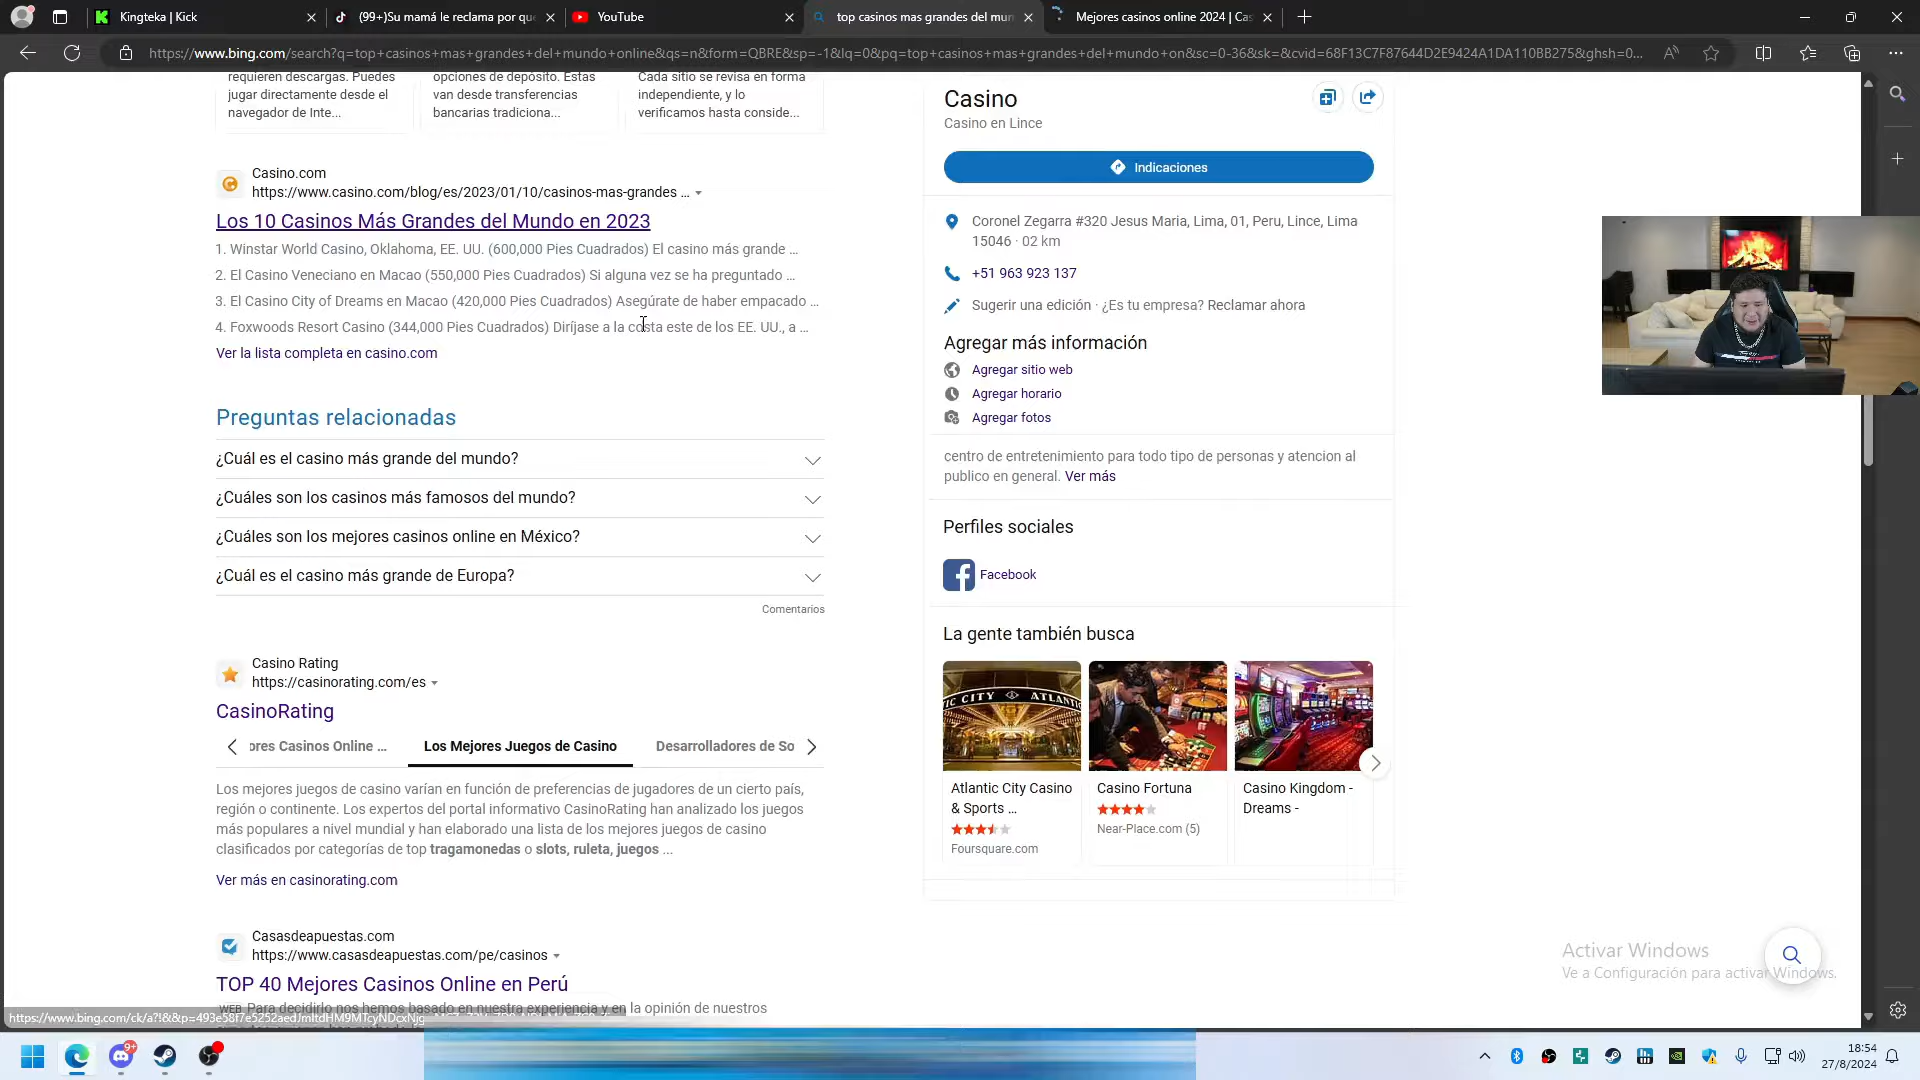 Kingteka | Kick
(99+)Su mamá le reclama por que
YouTube
top casinos mas grandes del mun
Mejores casinos online 2024 | Cas
https://www.bing.com/search?q=top+casinos+mas+grandes+del+mundo+online&qs=n&form=QBRE&sp=-1&lq=0&pq=top+casinos+mas+grandes+del+mundo+on&sc=0-36&sk=&cvid=68F13C7F87644D2E9424A1DA110BB275&ghsh=0...
requieren descargas. Puedes
jugar directamente desde el
navegador de Inte...
opciones de depósito. Estas
van desde transferencias
bancarias tradiciona...
Cada sitio se revisa en forma
independiente, y lo
verificamos hasta conside...
Casino.com
https://www.casino.com/blog/es/2023/01/10/casinos-mas-grandes ...
Los 10 Casinos Más Grandes del Mundo en 2023
1. Winstar World Casino, Oklahoma, EE. UU. (600,000 Pies Cuadrados) El casino más grande ...
2. El Casino Veneciano en Macao (550,000 Pies Cuadrados) Si alguna vez se ha preguntado ...
3. El Casino City of Dreams en Macao (420,000 Pies Cuadrados) Asegúrate de haber empacado ...
4. Foxwoods Resort Casino (344,000 Pies Cuadrados) Diríjase a la costa este de los EE. UU., a ...
Ver la lista completa en casino.com
Preguntas relacionadas
¿Cuál es el casino más grande del mundo?
¿Cuáles son los casinos más famosos del mundo?
¿Cuáles son los mejores casinos online en México?
¿Cuál es el casino más grande de Europa?
Comentarios
Casino Rating
https://casinorating.com/es
CasinoRating
ores Casinos Online ...
Los Mejores Juegos de Casino
Desarrolladores de So
Los mejores juegos de casino varían en función de preferencias de jugadores de un cierto país,
región o continente. Los expertos del portal informativo CasinoRating han analizado los juegos
más populares a nivel mundial y han elaborado una lista de los mejores juegos de casino
clasificados por categorías de top tragamonedas o slots, ruleta, juegos ...
Ver más en casinorating.com
Casasdeapuestas.com
https://www.casasdeapuestas.com/pe/casinos
TOP 40 Mejores Casinos Online en Perú
WEB Para decidirlo nos hemos basado en nuestra experiencia y en la opinión de nuestros
Casino
Casino en Lince
Indicaciones
Coronel Zegarra #320 Jesus Maria, Lima, 01, Peru, Lince, Lima
15046 · 02 km
+51 963 923 137
Sugerir una edición · ¿Es tu empresa? Reclamar ahora
Agregar más información
Agregar sitio web
Agregar horario
Agregar fotos
centro de entretenimiento para todo tipo de personas y atencion al
publico en general. Ver más
Perfiles sociales
Facebook
La gente también busca
IC CITY ATLAN
Atlantic City Casino
& Sports ...
Foursquare.com
Casino Fortuna
Near-Place.com (5)
Casino Kingdom -
Dreams -
Activar Windows
Ve a Configuración para activar Windows.
9+
18:54
27/8/2024